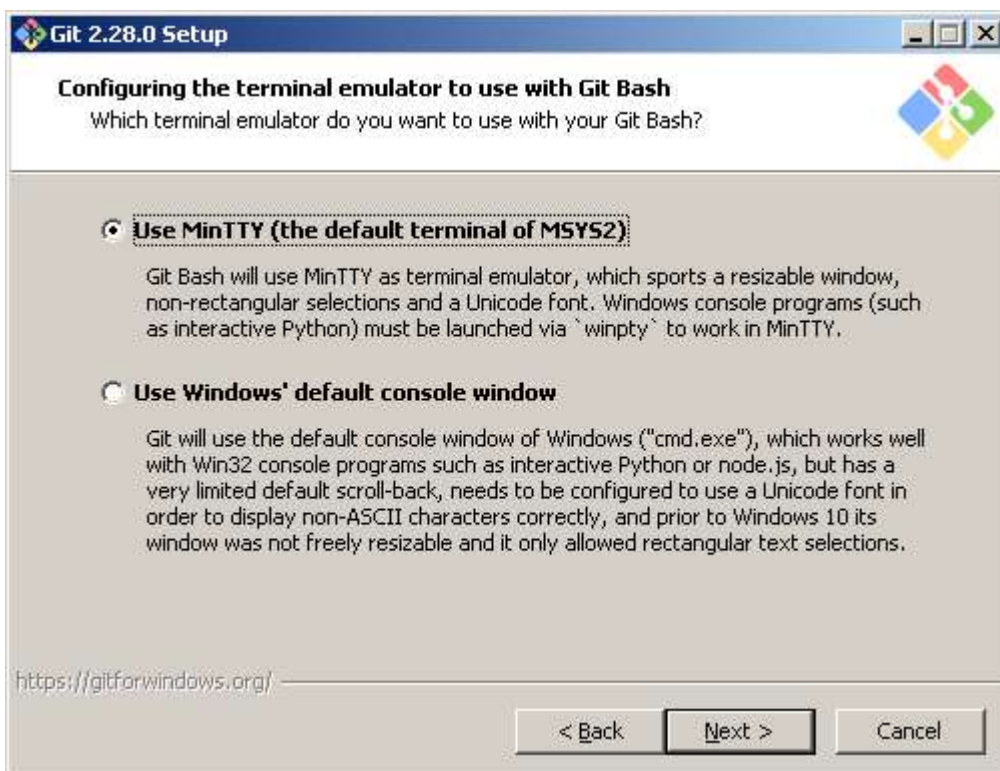 Git 2.28.0 Setup
Configuring the terminal emulator to use with Git Bash
Which terminal emulator do you want to use with your Git Bash?
Use MinTTY (the default terminal of MSYS2)
Git Bash will use MinTTY as terminal emulator, which sports a resizable window,
non-rectangular selections and a Unicode font. Windows console programs (such
as interactive Python) must be launched via `winpty` to work in MinTTY.
Use Windows' default console window
Git will use the default console window of Windows ("cmd.exe"), which works well
with Win32 console programs such as interactive Python or node.js, but has a
very limited default scroll-back, needs to be configured to use a Unicode font in
order to display non-ASCII characters correctly, and prior to Windows 10 its
window was not freely resizable and it only allowed rectangular text selections.
https://gitforwindows.org/
< Back
Next >
Cancel